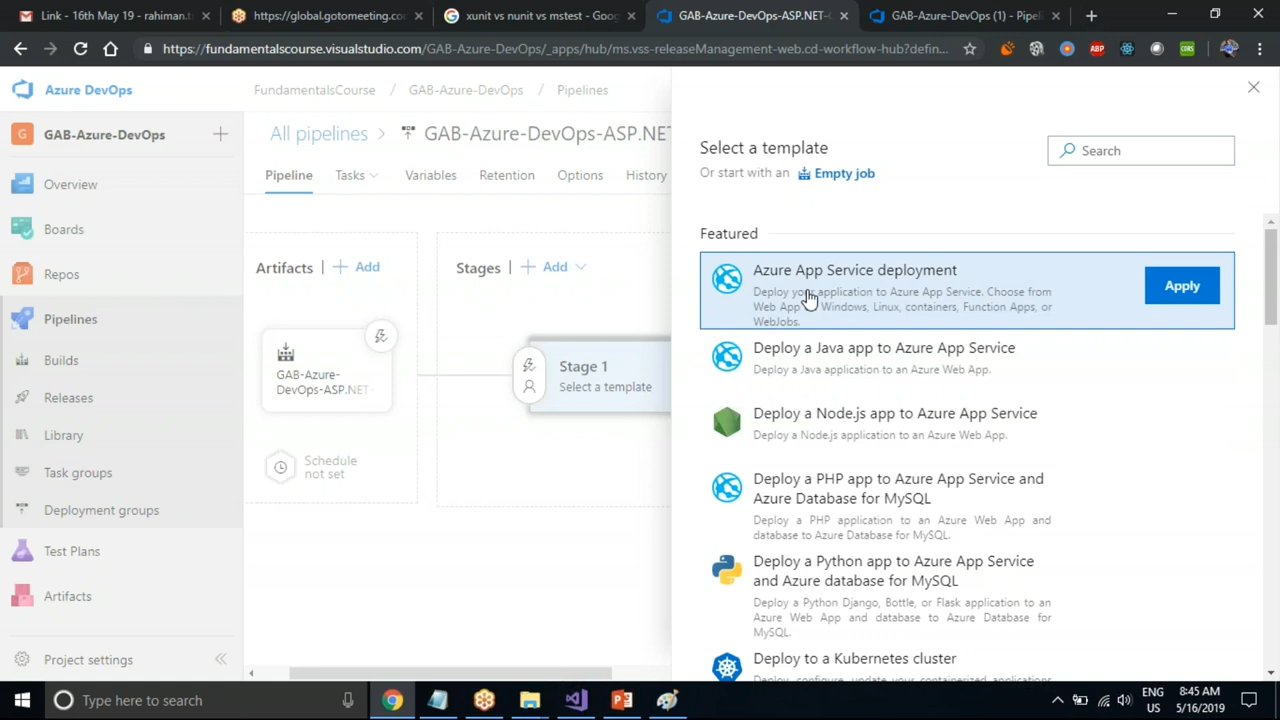 Link - 16th May 19 - rahiman.t
https://global.gotomeeting.co
xunit vs nunit vs mstest - Goog
GAB-Azure-DevOps-ASP.NET-
GAB-Azure-DevOps (1) - Pipeli
https://fundamentalscourse.visualstudio.com/GAB-Azure-DevOps/_apps/hub/ms.vss-releaseManagement-web.cd-workflow-hub?defin...
ABP
CORS
Azure DevOps
FundamentalsCourse / GAB-Azure-DevOps / Pipelines
G GAB-Azure-DevOps
All pipelines > GAB-Azure-DevOps-ASP.NET
Pipeline Tasks Variables Retention Options History
Overview
Boards
Repos
Pipelines
Builds
Releases
Library
Task groups
Deployment groups
Test Plans
Artifacts
Project settings
Artifacts | + Add
Stages | + Add
GAB-Azure-
DevOps-ASP.NET-
Schedule
not set
Stage 1
Select a template
Select a template
Or start with an Empty job
Search
Featured
Azure App Service deployment
Deploy your application to Azure App Service. Choose from
Web App Windows, Linux, containers, Function Apps, or
WebJobs.
Apply
Deploy a Java app to Azure App Service
Deploy a Java application to an Azure Web App.
Deploy a Node.js app to Azure App Service
Deploy a Node.js application to an Azure Web App.
Deploy a PHP app to Azure App Service and
Azure Database for MySQL
Deploy a PHP application to an Azure Web App and
database to Azure Database for MySQL.
Deploy a Python app to Azure App Service
and Azure database for MySQL
Deploy a Python Django, Bottle, or Flask application to an
Azure Web App and database to Azure Database for
MySQL.
Deploy to a Kubernetes cluster
Deploy, configure, update your containerized applications
Type here to search
ENG
US
8:45 AM
5/16/2019